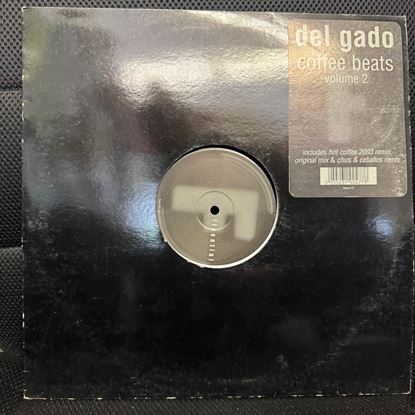 del gado
coffee beats
volume 2
includes hot coffee 2003 remix,
original mix & chus & ceballos remix